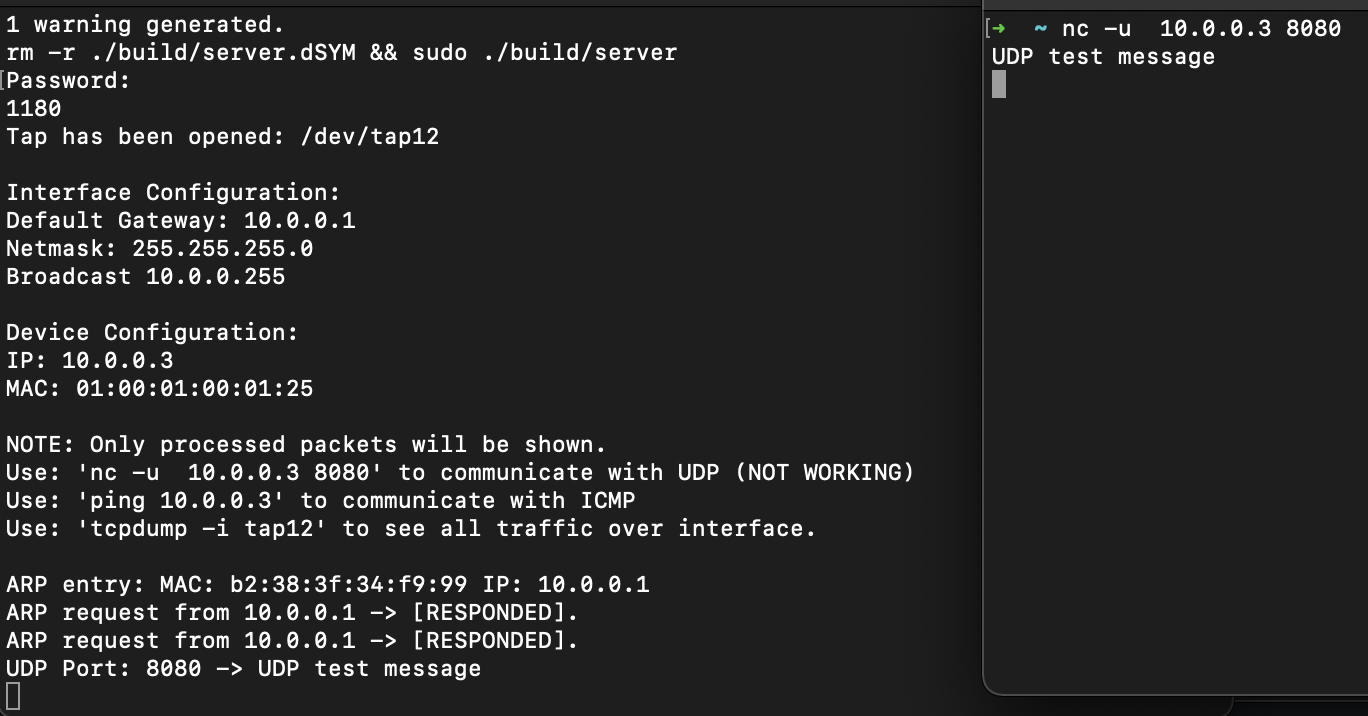 1 warning generated.
rm -r ./build/server.dSYM && sudo ./build/server
[Password:
1180
Tap has been opened: /dev/tap12
Interface Configuration:
Default Gateway: 10.0.0.1
Netmask: 255.255.255.0
Broadcast 10.0.0.255
Device Configuration:
IP: 10.0.0.3
MAC: 01:00:01:00:01:25
NOTE: Only processed packets will be shown.
Use: 'nc -u  10.0.0.3 8080' to communicate with UDP (NOT WORKING)
Use: 'ping 10.0.0.3' to communicate with ICMP
Use: 'tcpdump -i tap12' to see all traffic over interface.
ARP entry: MAC: b2:38:3f:34:f9:99 IP: 10.0.0.1
ARP request from 10.0.0.1 -> [RESPONDED].
ARP request from 10.0.0.1 -> [RESPONDED].
UDP Port: 8080 -> UDP test message
[➜  ~ nc -u  10.0.0.3 8080
UDP test message